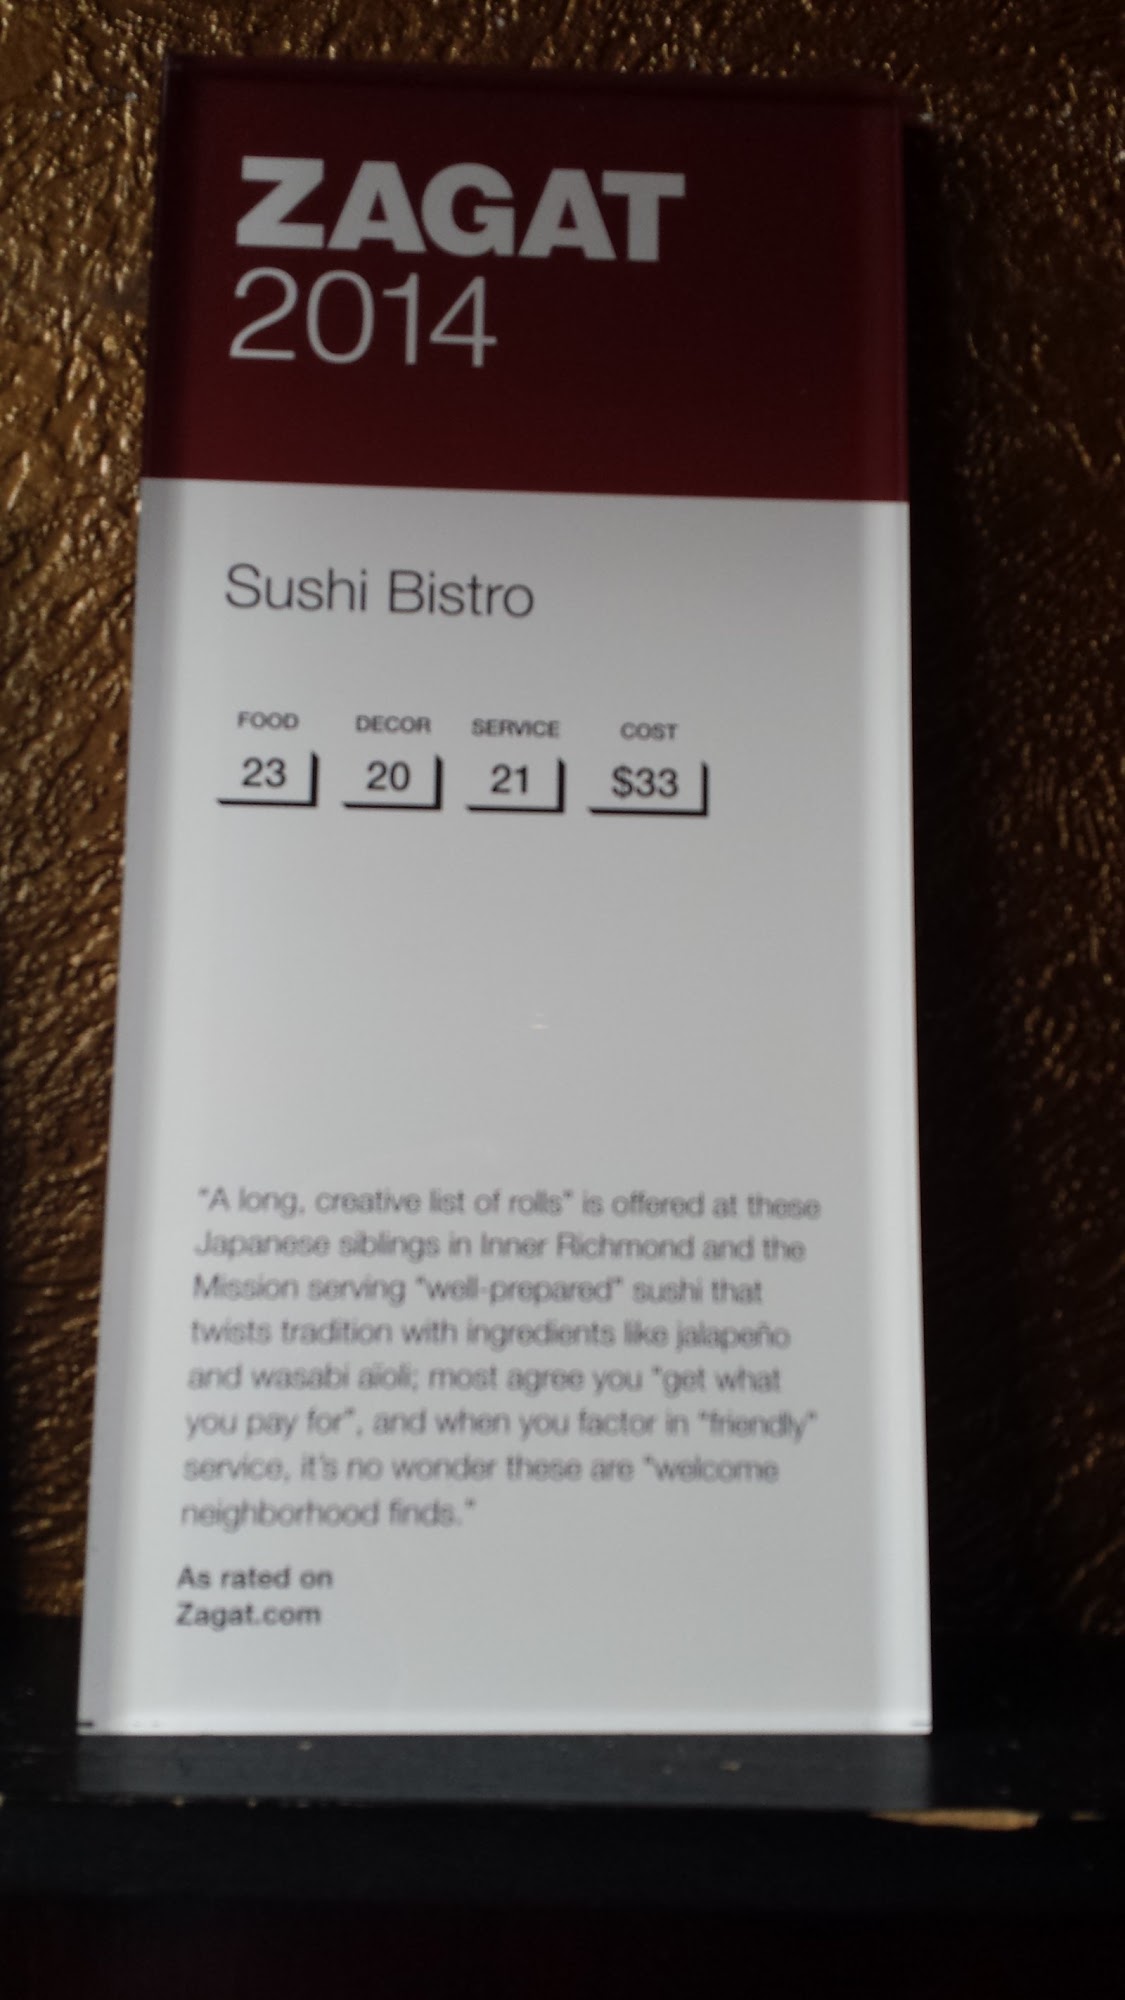 ZAGAT
2014
Sushi Bistro
FOOD DECOR SERVICE COST
23 20 21 $33
"A long, creative list of rolls" is offered at these
Japanese siblings in Inner Richmond and the
Mission serving "well-prepared" sushi that
twists tradition with ingredients like jalapeño
and wasabi aïoli; most agree you "get what
you pay for", and when you factor in "friendly"
service, it's no wonder these are "welcome
neighborhood finds."
As rated on
Zagat.com